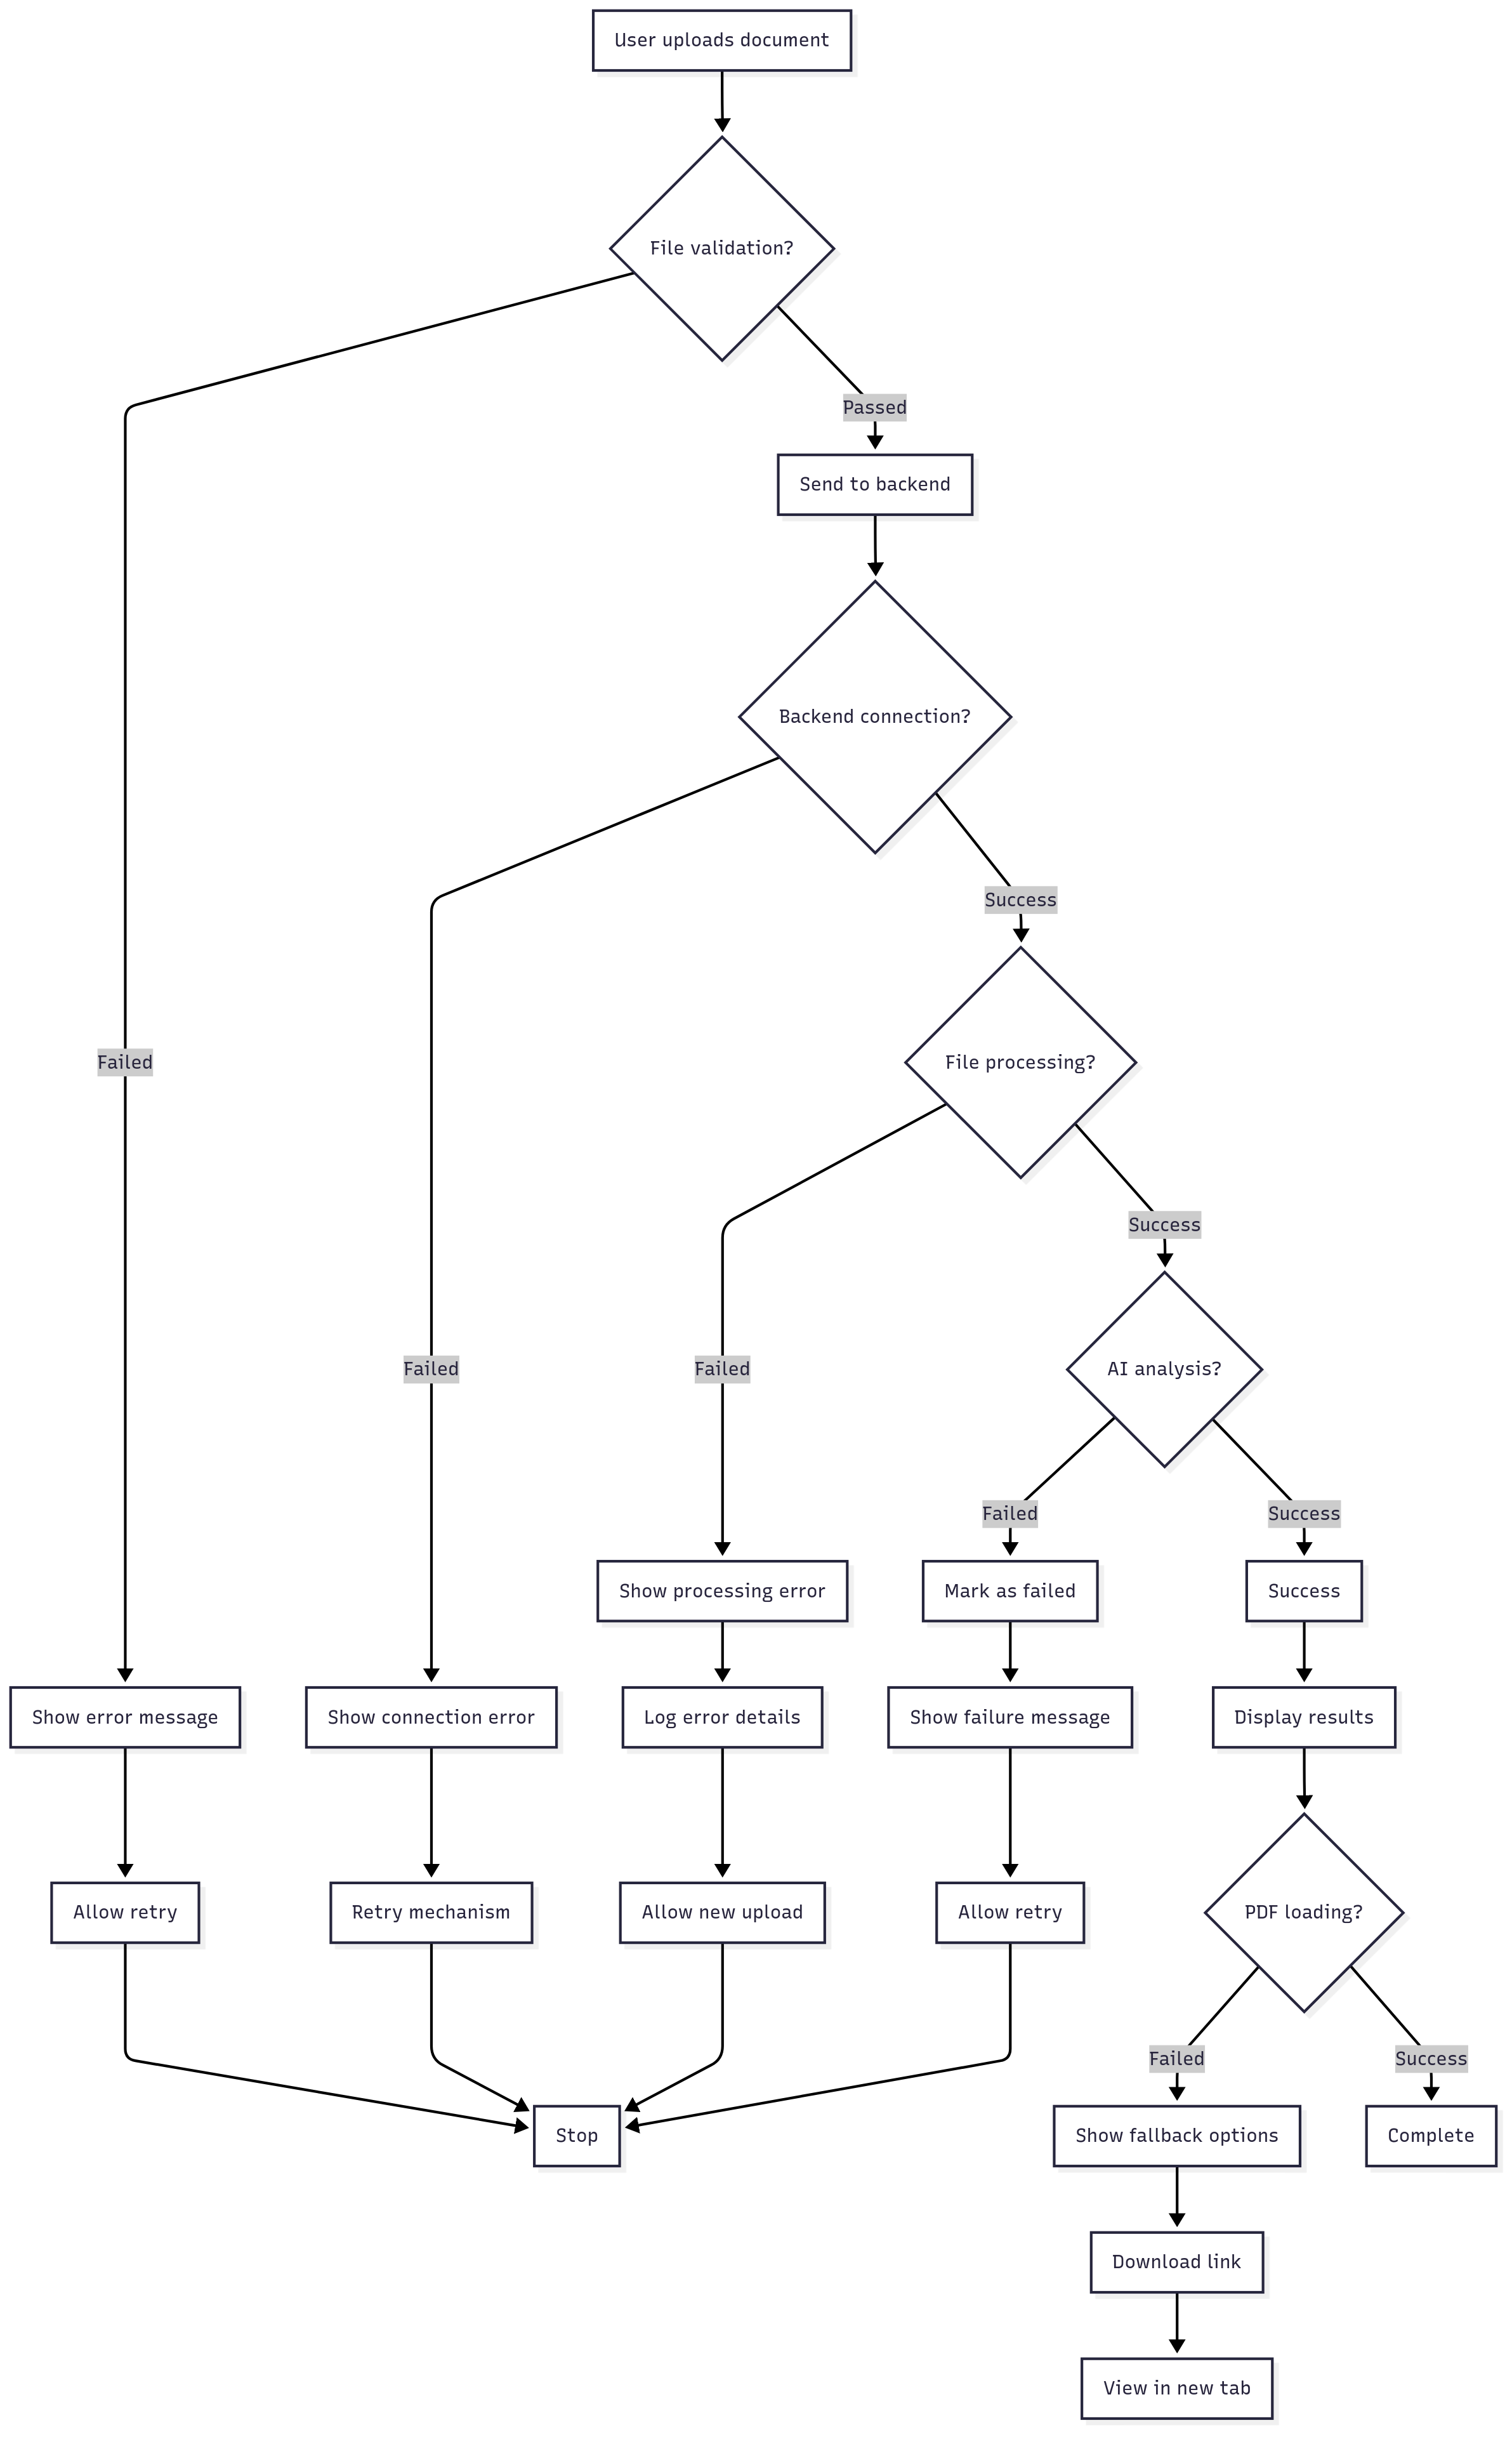 User uploads document
File validation?
Passed
Send to backend
Backend connection?
Success
Failed
File processing?
Success
Failed
Failed
AI analysis?
Failed
Success
Show processing error
Mark as failed
Success
Show error message
Show connection error
Log error details
Show failure message
Display results
Allow retry
Retry mechanism
Allow new upload
Allow retry
PDF loading?
Failed
Success
Stop
Show fallback options
Complete
Download link
View in new tab